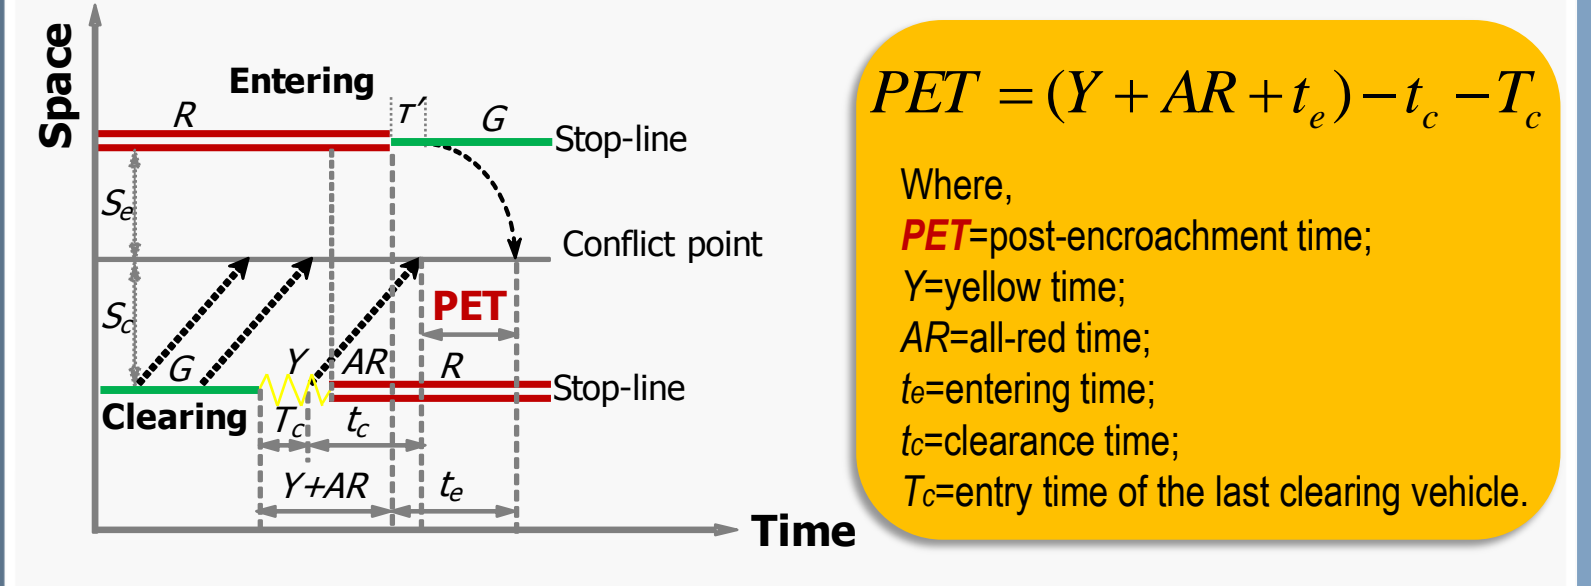 Space
Entering
R
T′
G
Stop-line
Se
Conflict point
Sc
PET
G
Y
AR
R
Stop-line
Clearing
Tc
tc
Y+AR
te
Time
PET = (Y + AR + te) − tc − Tc
Where,
PET=post-encroachment time;
Y=yellow time;
AR=all-red time;
te=entering time;
tc=clearance time;
Tc=entry time of the last clearing vehicle.